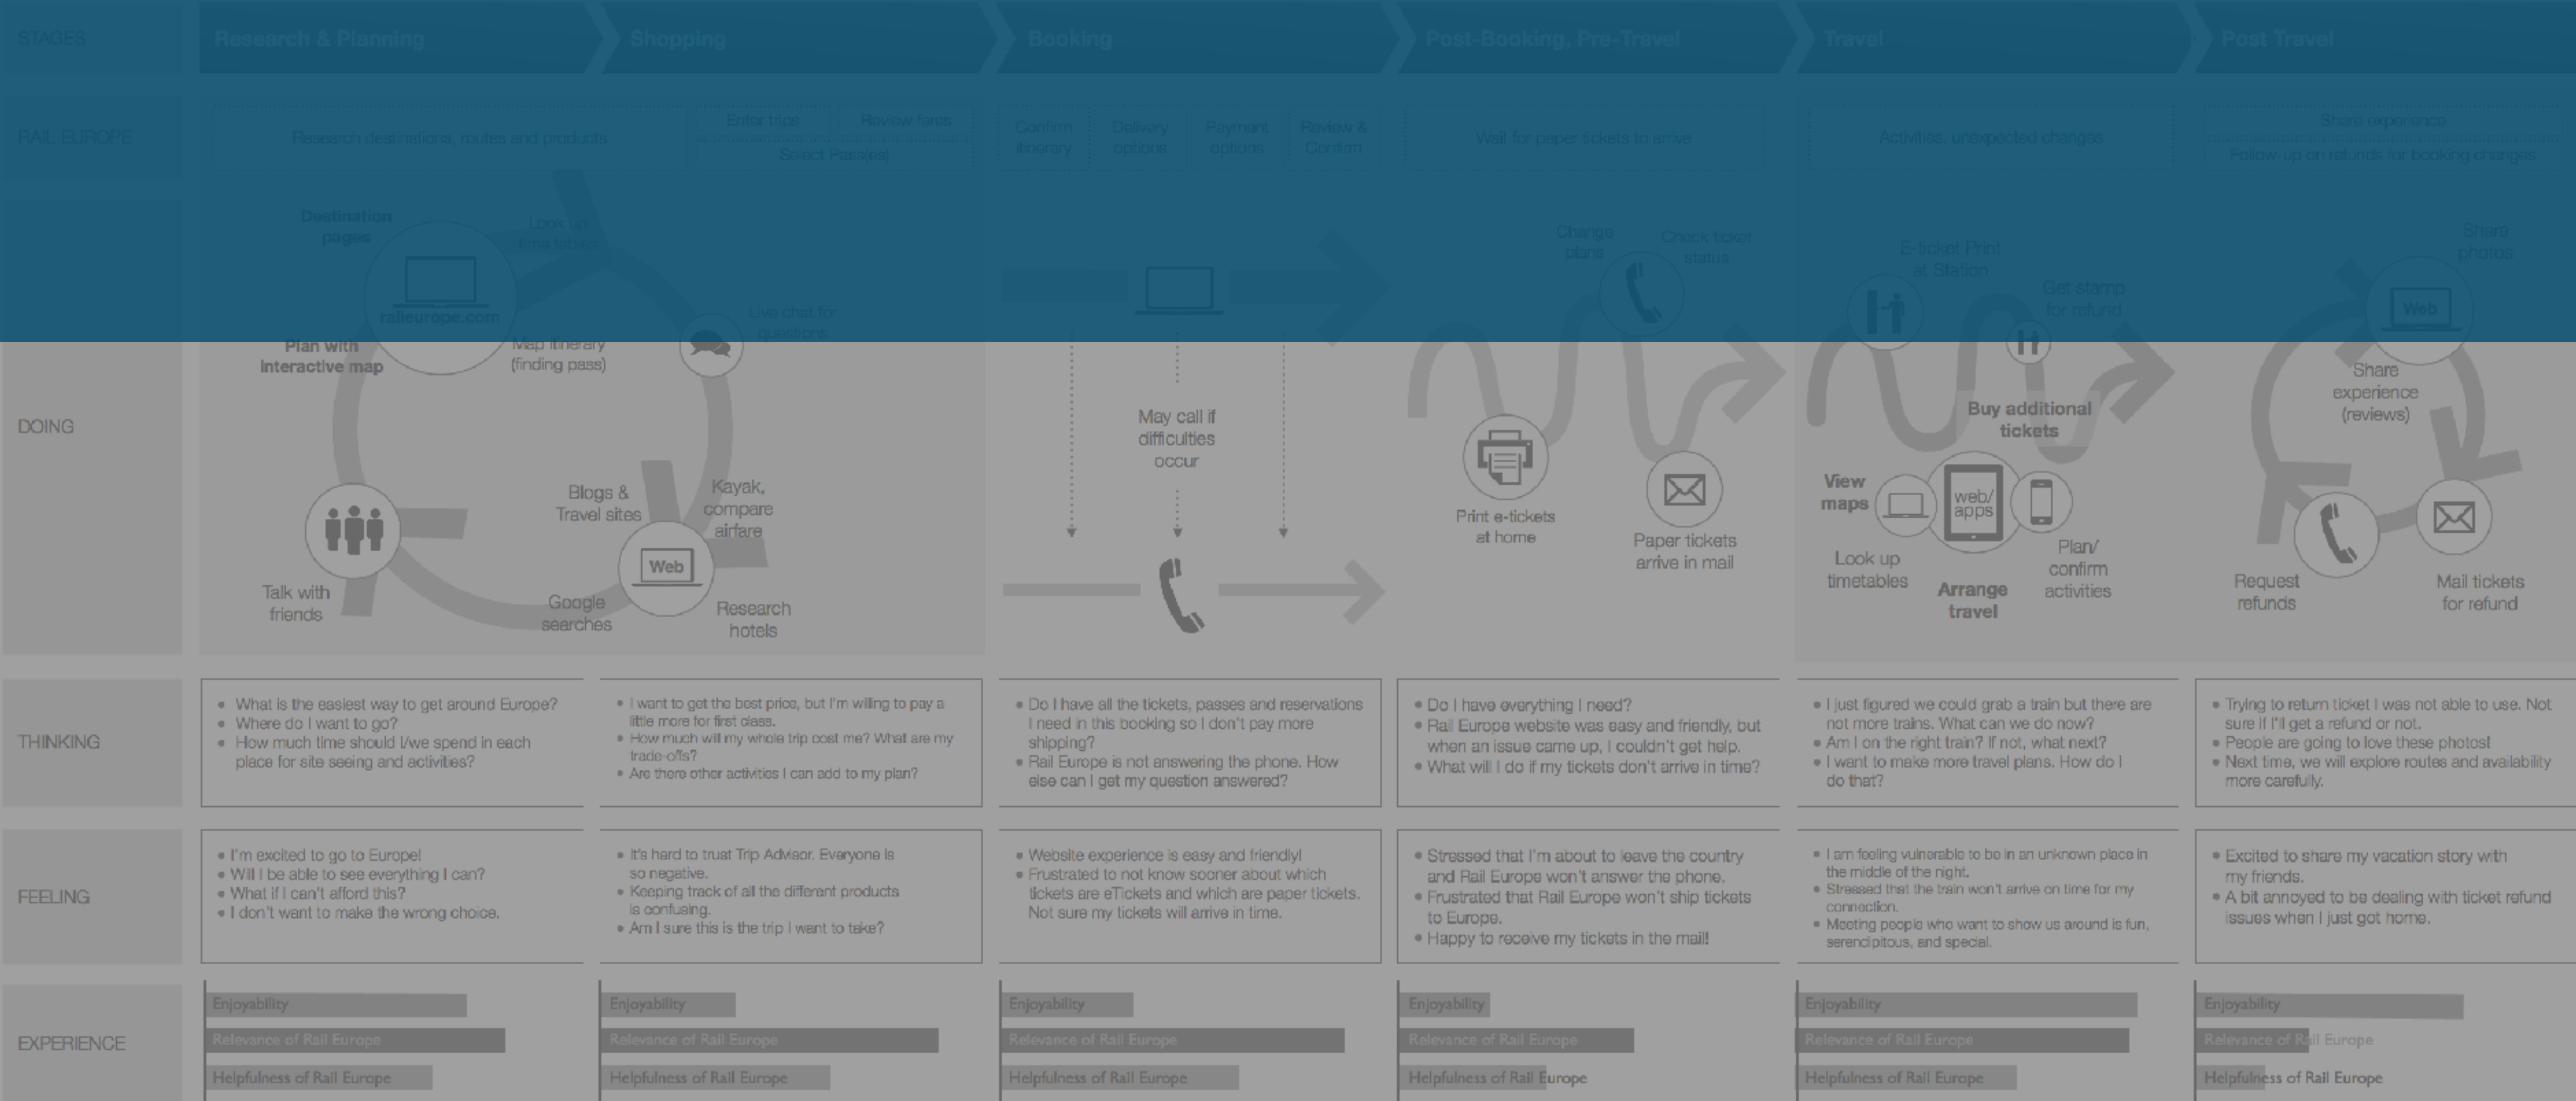 STAGES
Research & Planning
Shopping
Booking
Post-Booking, Pre-Travel
Travel
Post Travel
RAIL EUROPE
Research destinations, routes and products
Enter trips
Review fares
Select Pass(es)
Confirm
itinerary
Delivery
options
Payment
options
Review &
Confirm
Wait for paper tickets to arrive
Activities, unexpected changes
Share experience
Follow-up on refunds for booking changes
DOING
Destination
pages
Look up
time tables
raileurope.com
Live chat for
questions
Plan with
interactive map
Map itinerary
(finding pass)
Blogs &
Travel sites
Kayak,
compare
airfare
Web
Talk with
friends
Google
searches
Research
hotels
May call if
difficulties
occur
Change
plans
Check ticket
status
Print e-tickets
at home
Paper tickets
arrive in mail
E-ticket Print
at Station
Get stamp
for refund
Buy additional
tickets
View
maps
web/
apps
Look up
timetables
Arrange
travel
Plan/
confirm
activities
Share
photos
Web
Share
experience
(reviews)
Request
refunds
Mail tickets
for refund
THINKING
• What is the easiest way to get around Europe?
• Where do I want to go?
• How much time should I/we spend in each
place for site seeing and activities?
• I want to get the best price, but I'm willing to pay a
little more for first class.
• How much will my whole trip cost me? What are my
trade-offs?
• Are there other activities I can add to my plan?
• Do I have all the tickets, passes and reservations
I need in this booking so I don't pay more
shipping?
• Rail Europe is not answering the phone. How
else can I get my question answered?
• Do I have everything I need?
• Rail Europe website was easy and friendly, but
when an issue came up, I couldn't get help.
• What will I do if my tickets don't arrive in time?
• I just figured we could grab a train but there are
not more trains. What can we do now?
• Am I on the right train? If not, what next?
• I want to make more travel plans. How do I
do that?
• Trying to return ticket I was not able to use. Not
sure if I'll get a refund or not.
• People are going to love these photos!
• Next time, we will explore routes and availability
more carefully.
FEELING
• I'm excited to go to Europe!
• Will I be able to see everything I can?
• What if I can't afford this?
• I don't want to make the wrong choice.
• It's hard to trust Trip Advisor. Everyone is
so negative.
• Keeping track of all the different products
is confusing.
• Am I sure this is the trip I want to take?
• Website experience is easy and friendly!
• Frustrated to not know sooner about which
tickets are eTickets and which are paper tickets.
Not sure my tickets will arrive in time.
• Stressed that I'm about to leave the country
and Rail Europe won't answer the phone.
• Frustrated that Rail Europe won't ship tickets
to Europe.
• Happy to receive my tickets in the mail!
• I am feeling vulnerable to be in an unknown place in
the middle of the night.
• Stressed that the train won't arrive on time for my
connection.
• Meeting people who want to show us around is fun,
serendipitous, and special.
• Excited to share my vacation story with
my friends.
• A bit annoyed to be dealing with ticket refund
issues when I just got home.
EXPERIENCE
Enjoyability
Relevance of Rail Europe
Helpfulness of Rail Europe
Enjoyability
Relevance of Rail Europe
Helpfulness of Rail Europe
Enjoyability
Relevance of Rail Europe
Helpfulness of Rail Europe
Enjoyability
Relevance of Rail Europe
Helpfulness of Rail Europe
Enjoyability
Relevance of Rail Europe
Helpfulness of Rail Europe
Enjoyability
Relevance of Rail Europe
Helpfulness of Rail Europe